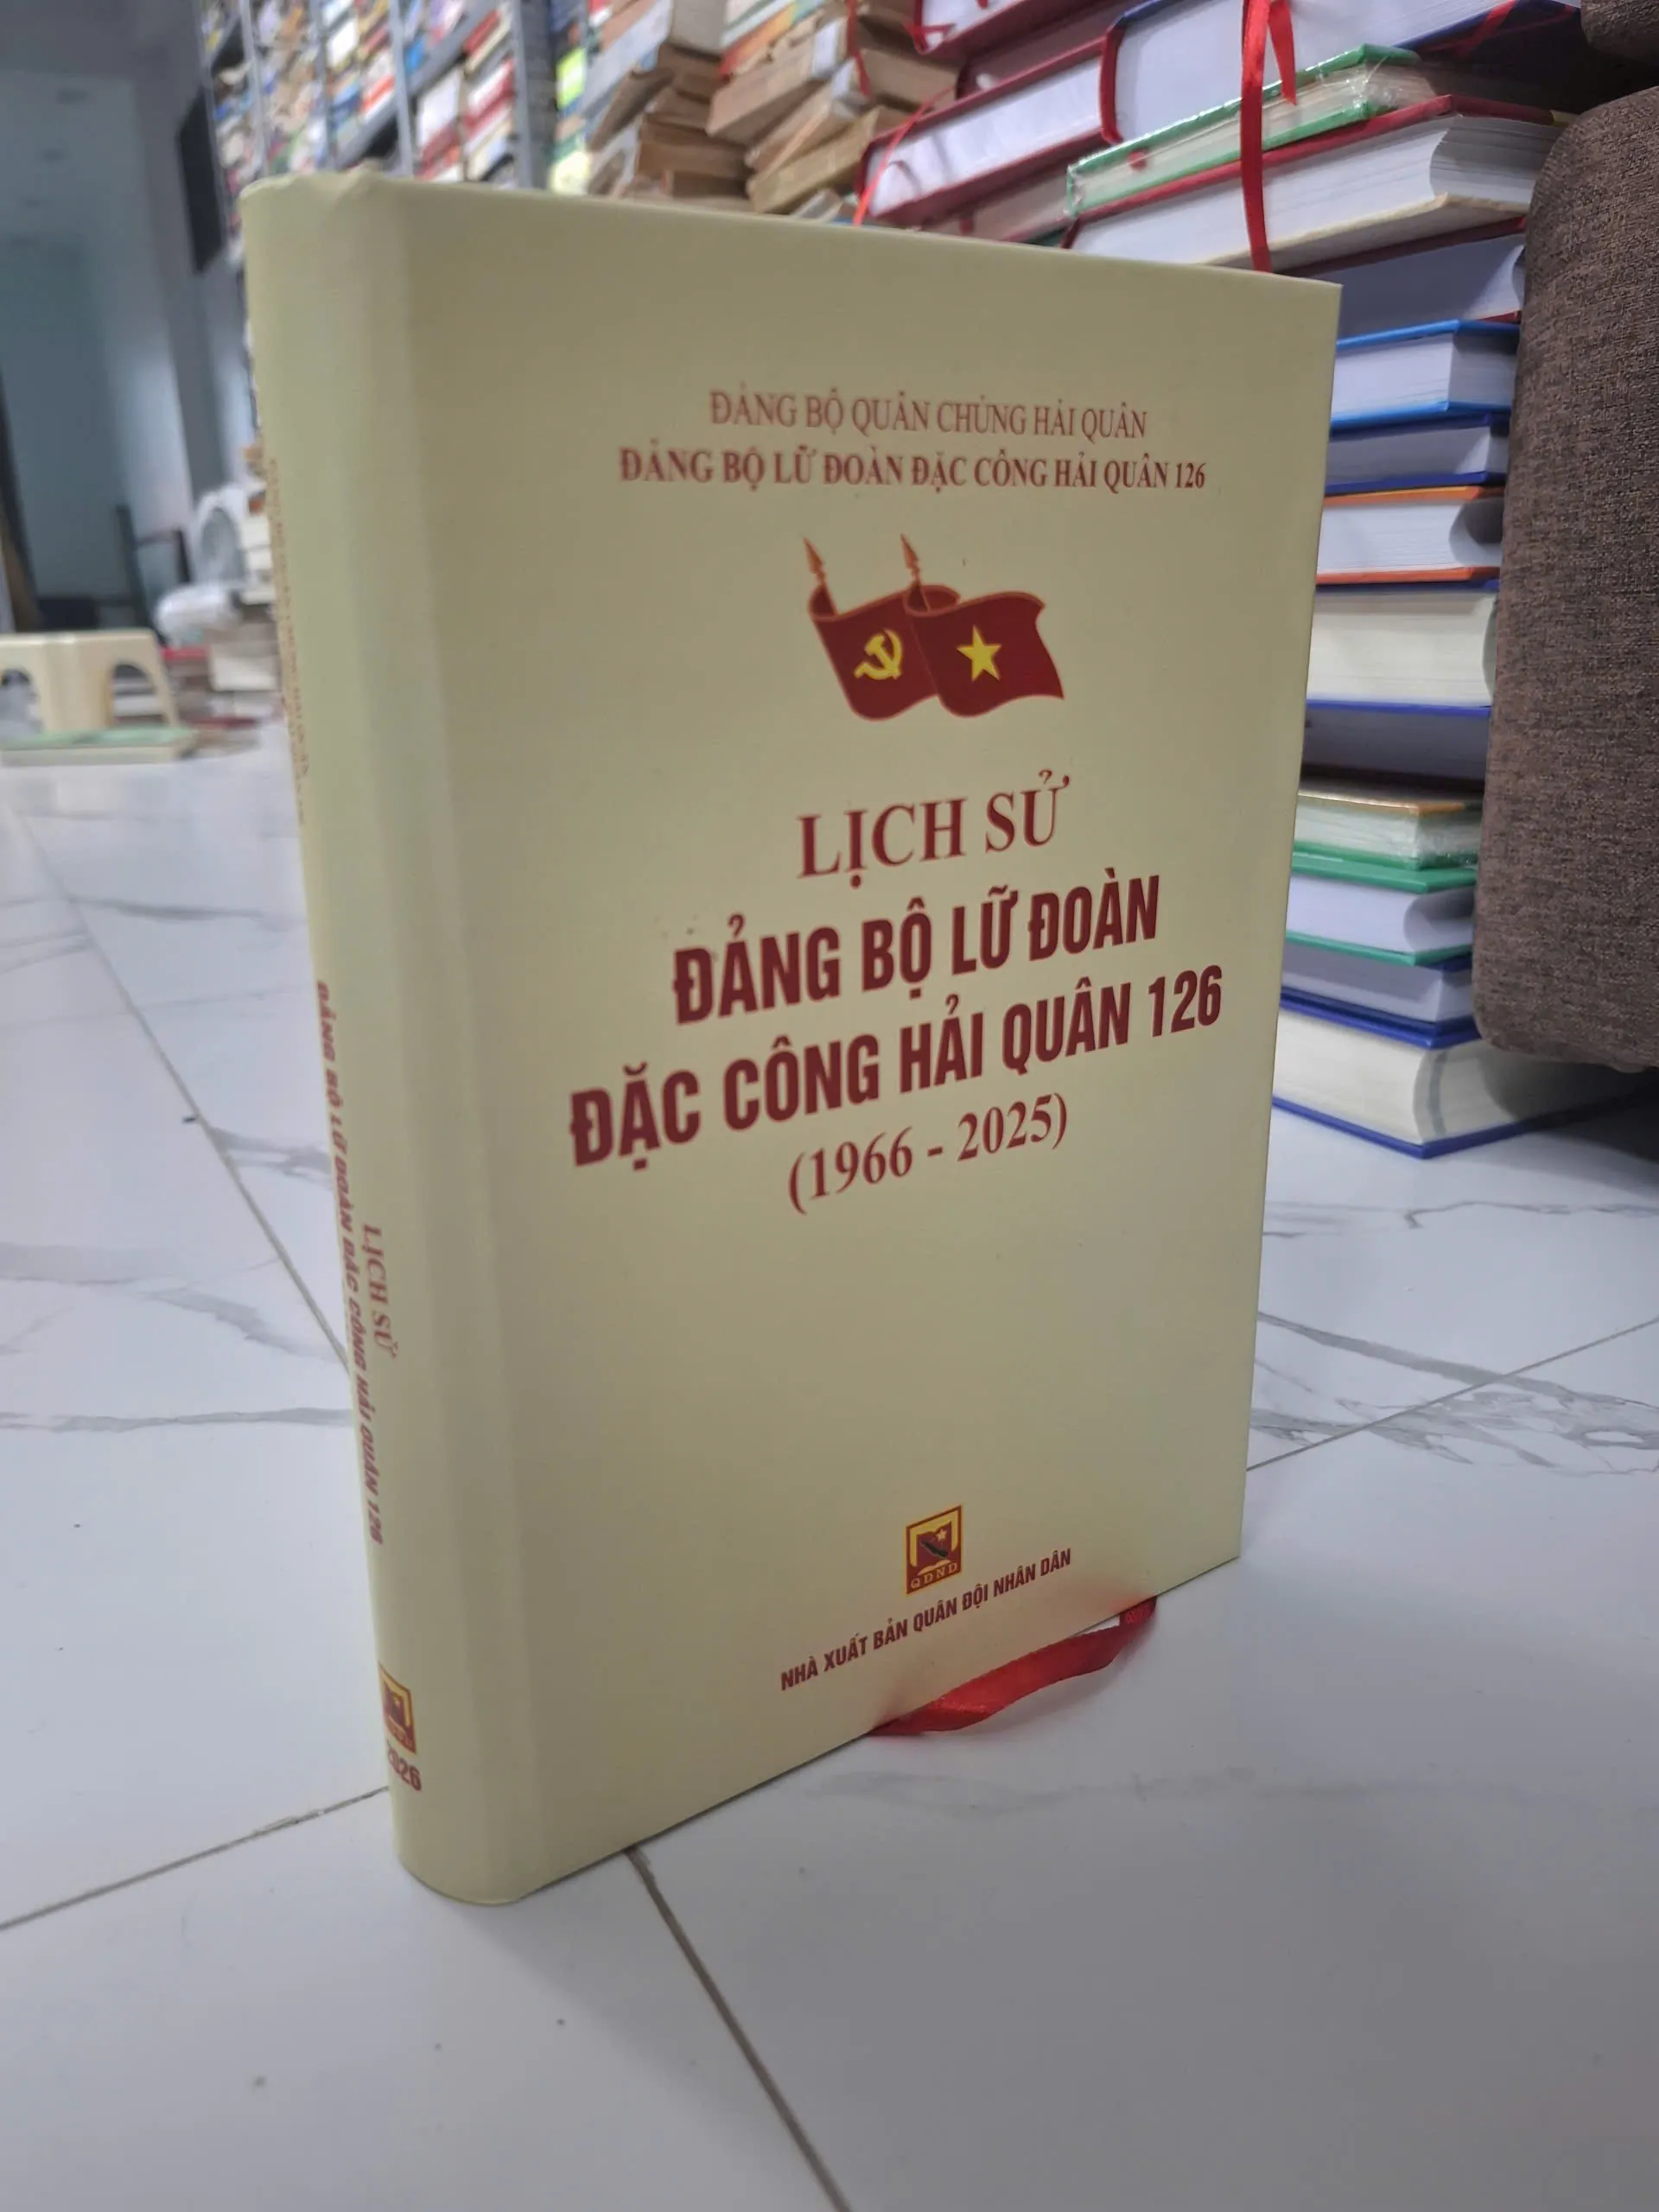 ĐẢNG BỘ QUÂN CHỦNG HẢI QUÂN
ĐẢNG BỘ LỮ ĐOÀN ĐẶC CÔNG HẢI QUÂN 126
LỊCH SỬ
ĐẢNG BỘ LỮ ĐOÀN
ĐẶC CÔNG HẢI QUÂN 126
(1966 - 2025)
QĐND
NHÀ XUẤT BẢN QUÂN ĐỘI NHÂN DÂN
LỊCH SỬ
ĐẢNG BỘ LỮ ĐOÀN ĐẶC CÔNG HẢI QUÂN 126
2026